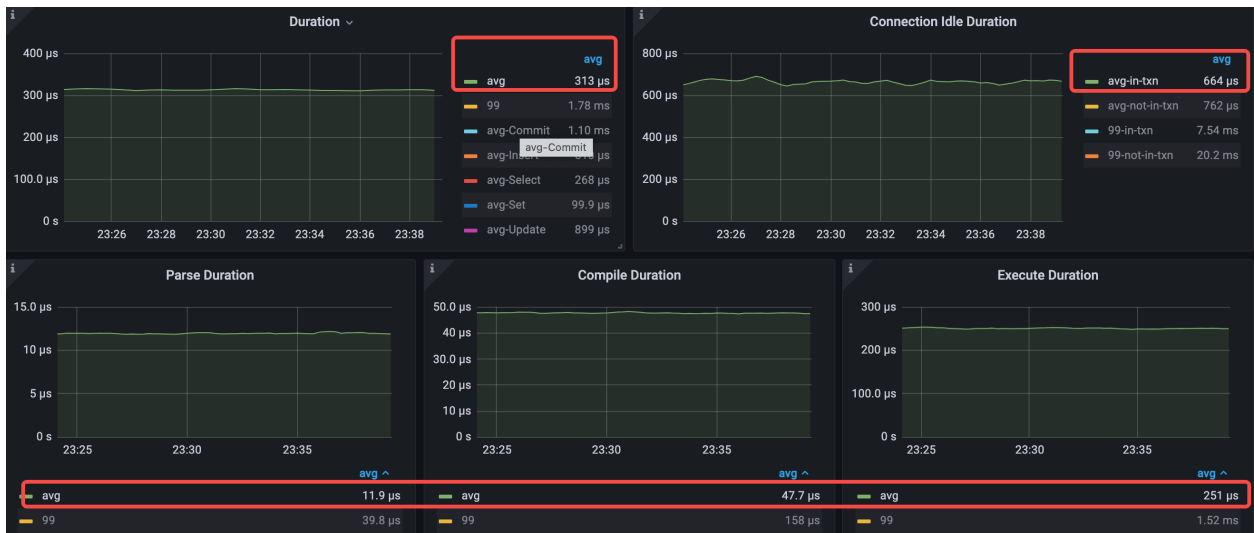 Duration
400 µs
300 µs
200 µs
100.0 µs
0 s
23:26 23:28 23:30 23:32 23:34 23:36 23:38
avg
avg 313 µs
99 1.78 ms
avg-Commit 1.10 ms
avg-Commit
avg-Select 268 µs
avg-Set 99.9 µs
avg-Update 899 µs
Connection Idle Duration
800 µs
600 µs
400 µs
200 µs
0 s
23:26 23:28 23:30 23:32 23:34 23:36 23:38
avg
avg-in-txn 664 µs
avg-not-in-txn 762 µs
99-in-txn 7.54 ms
99-not-in-txn 20.2 ms
Parse Duration
15.0 µs
10 µs
5 µs
0 s
23:25 23:30 23:35
avg
avg 11.9 µs
99 39.8 µs
Compile Duration
50.0 µs
40 µs
30.0 µs
20 µs
10 µs
0 s
23:25 23:30 23:35
avg
avg 47.7 µs
99 158 µs
Execute Duration
300 µs
200 µs
100.0 µs
0 s
23:25 23:30 23:35
avg
avg 251 µs
99 1.52 ms